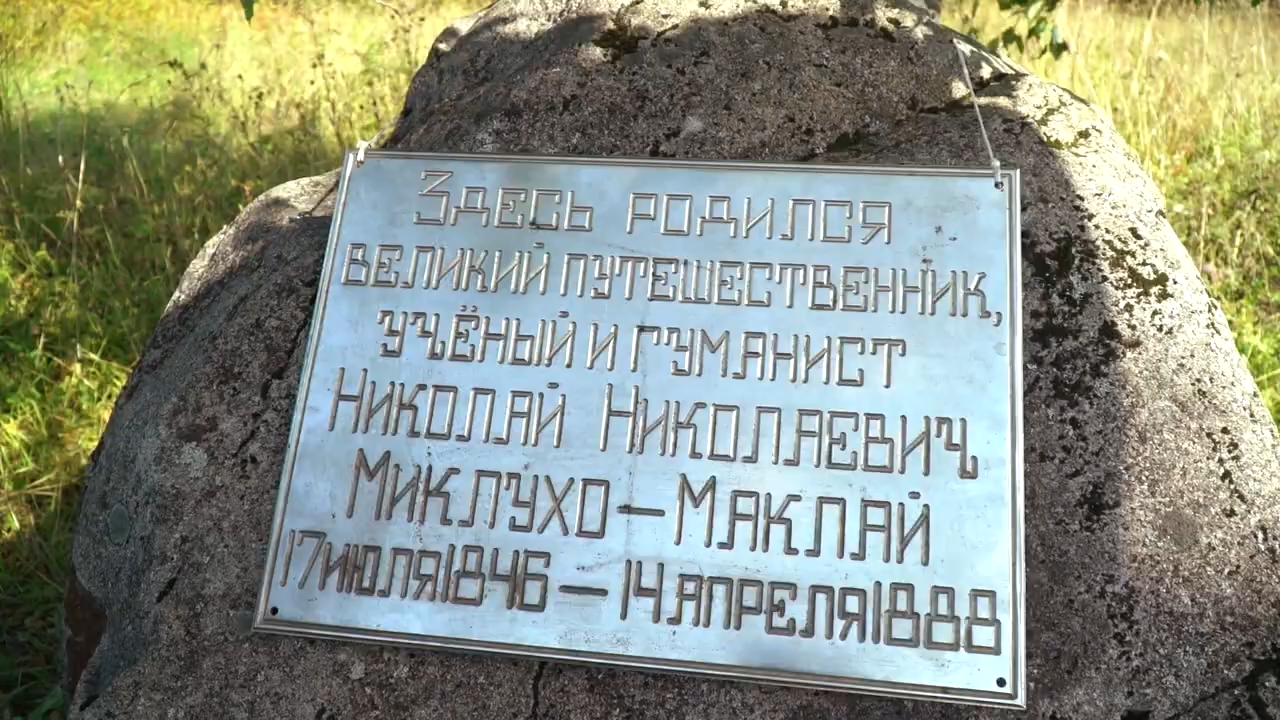 Здесь родился
великий путешественник,
учёный и гуманист
Николай Николаевич
Миклухо – Маклай
17 июля 1846 – 14 апреля 1888